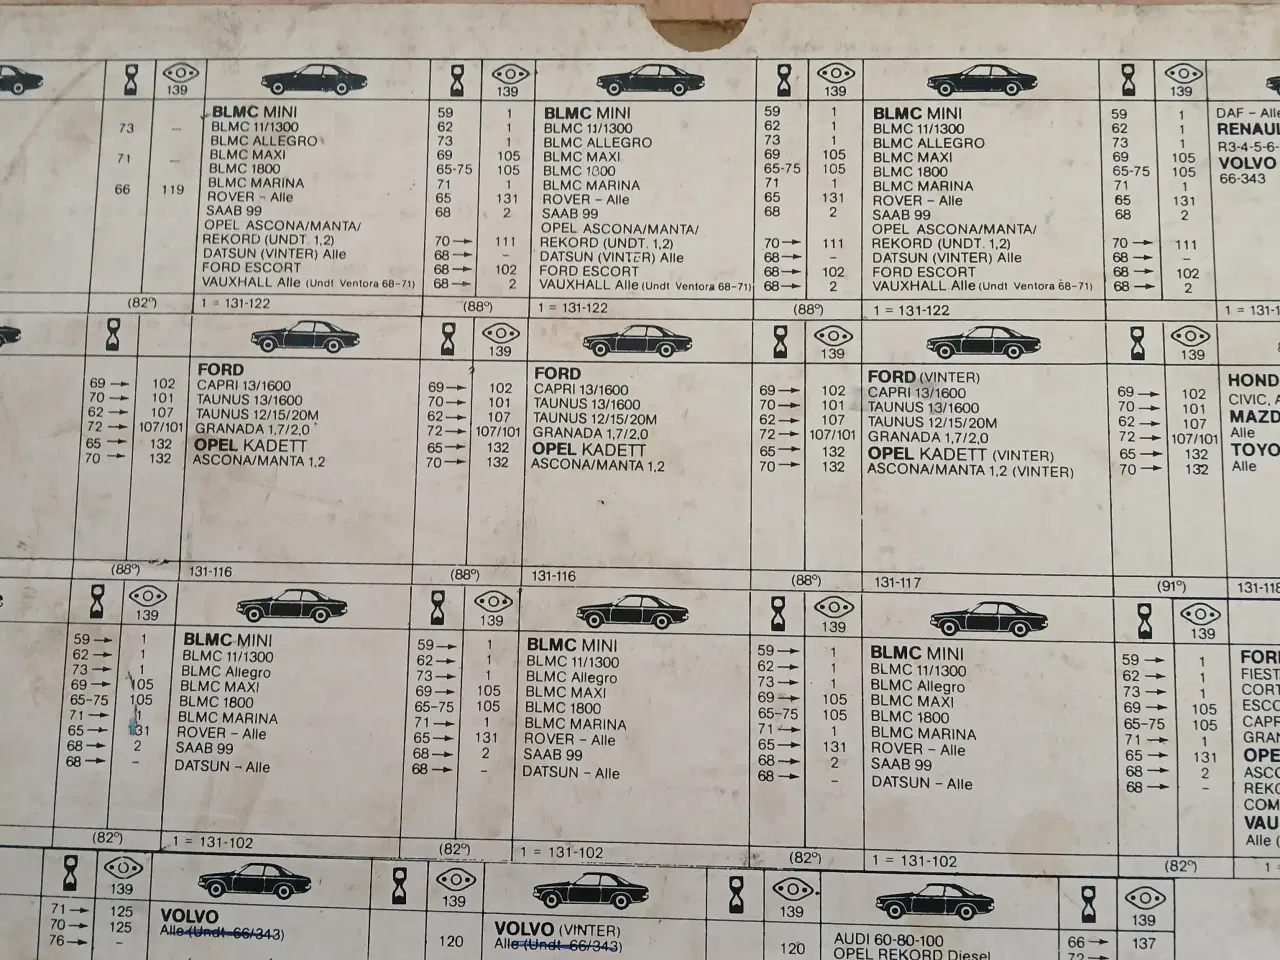 139 139 139 139
73 –
71 –
66 119
(82º)
BLMC MINI 59 1
BLMC 11/1300 62 1
BLMC ALLEGRO 73 1
BLMC MAXI 69 105
BLMC 1800 65-75 105
BLMC MARINA 71 1
ROVER – Alle 65 131
SAAB 99 68 2
OPEL ASCONA/MANTA/
REKORD (UNDT. 1,2) 70 → 111
DATSUN (VINTER) Alle 68 → –
FORD ESCORT 68 → 102
VAUXHALL Alle (Undt Ventora 68-71) 68 → 2
1 = 131-122 (88º)
BLMC MINI 59 1
BLMC 11/1300 62 1
BLMC ALLEGRO 73 1
BLMC MAXI 69 105
BLMC 1800 65-75 105
BLMC MARINA 71 1
ROVER – Alle 65 131
SAAB 99 68 2
OPEL ASCONA/MANTA/
REKORD (UNDT. 1,2) 70 → 111
DATSUN (VINTER) Alle 68 → –
FORD ESCORT 68 → 102
VAUXHALL Alle (Undt Ventora 68-71) 68 → 2
1 = 131-122 (88º)
BLMC MINI 59 1
BLMC 11/1300 62 1
BLMC ALLEGRO 73 1
BLMC MAXI 69 105
BLMC 1800 65-75 105
BLMC MARINA 71 1
ROVER – Alle 65 131
SAAB 99 68 2
OPEL ASCONA/MANTA/
REKORD (UNDT. 1,2) 70 → 111
DATSUN (VINTER) Alle 68 → –
FORD ESCORT 68 → 102
VAUXHALL Alle (Undt Ventora 68-71) 68 → 2
1 = 131-122
DAF – Alle
RENAUL
R3-4-5-6-
VOLVO
66-343
1 = 131-1
139 139 139
69 → 102
70 → 101
62 → 107
72 → 107/101
65 → 132
70 → 132
(88º)
FORD
CAPRI 13/1600 69 → 102
TAUNUS 13/1600 70 → 101
TAUNUS 12/15/20M 62 → 107
GRANADA 1,7/2,0 72 → 107/101
OPEL KADETT 65 → 132
ASCONA/MANTA 1,2 70 → 132
131-116 (88º)
FORD
CAPRI 13/1600 69 → 102
TAUNUS 13/1600 70 → 101
TAUNUS 12/15/20M 62 → 107
GRANADA 1,7/2,0 72 → 107/101
OPEL KADETT 65 → 132
ASCONA/MANTA 1,2 70 → 132
131-116 (88º)
FORD (VINTER)
CAPRI 13/1600 69 → 102
TAUNUS 13/1600 70 → 101
TAUNUS 12/15/20M 62 → 107
GRANADA 1,7/2,0 72 → 107/101
OPEL KADETT (VINTER) 65 → 132
ASCONA/MANTA 1,2 (VINTER) 70 → 132
131-117 (91º)
HOND
CIVIC, A
MAZD
Alle
TOYO
Alle
131-118
139 139 139 139
59 → 1
62 → 1
73 → 1
69 → 105
65-75 105
71 → 1
65 → 131
68 → 2
68 → –
(82º)
BLMC MINI 59 → 1
BLMC 11/1300 62 → 1
BLMC Allegro 73 → 1
BLMC MAXI 69 → 105
BLMC 1800 65-75 105
BLMC MARINA 71 → 1
ROVER – Alle 65 → 131
SAAB 99 68 → 2
DATSUN – Alle 68 → –
1 = 131-102 (82º)
BLMC MINI 59 → 1
BLMC 11/1300 62 → 1
BLMC Allegro 73 → 1
BLMC MAXI 69 → 105
BLMC 1800 65-75 105
BLMC MARINA 71 → 1
ROVER – Alle 65 → 131
SAAB 99 68 → 2
DATSUN – Alle 68 → –
1 = 131-102 (82º)
BLMC MINI 59 → 1
BLMC 11/1300 62 → 1
BLMC Allegro 73 → 1
BLMC MAXI 69 → 105
BLMC 1800 65-75 105
BLMC MARINA 71 → 1
ROVER – Alle 65 → 131
SAAB 99 68 → 2
DATSUN – Alle 68 → –
1 = 131-102 (82º)
FORD
FIEST
CORT
ESCO
CAPR
GRAN
OPE
ASCO
REKO
COM
VAU
Alle (
1 =
139 139 139 139
71 → 125
70 → 125
76 → –
VOLVO
Alle (Undt 66/343) 120
VOLVO (VINTER)
Alle (Undt 66/343) 120
AUDI 60-80-100 66 → 137
OPEL REKORD Diesel 72 →